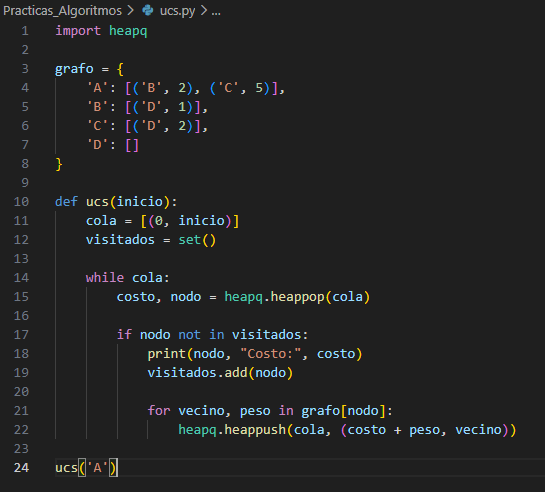 Practicas_Algoritmos > ucs.py > ...
1 import heapq
2
3 grafo = {
4     'A': [('B', 2), ('C', 5)],
5     'B': [('D', 1)],
6     'C': [('D', 2)],
7     'D': []
8 }
9
10 def ucs(inicio):
11     cola = [(0, inicio)]
12     visitados = set()
13
14     while cola:
15         costo, nodo = heapq.heappop(cola)
16
17         if nodo not in visitados:
18             print(nodo, "Costo:", costo)
19             visitados.add(nodo)
20
21             for vecino, peso in grafo[nodo]:
22                 heapq.heappush(cola, (costo + peso, vecino))
23
24 ucs('A')